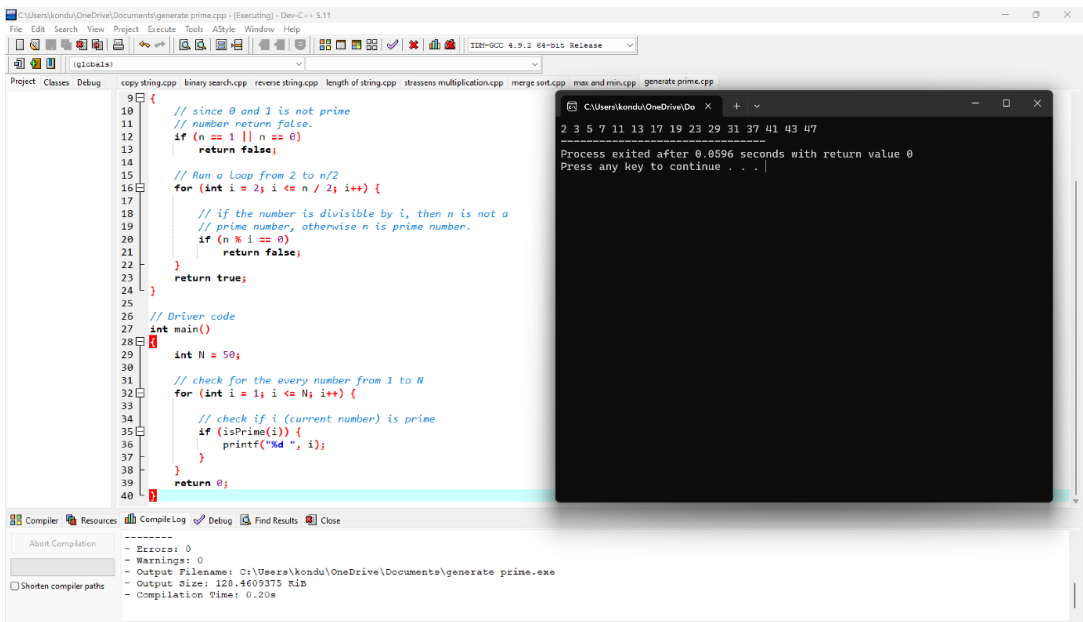 C:\Users\kondu\OneDrive\Documents\generate prime.cpp - [Executing] - Dev-C++ 5.11
File Edit Search View Project Execute Tools AStyle Window Help
TDM-GCC 4.9.2 64-bit Release
(globals)
Project Classes Debug
copy string.cpp binary search.cpp reverse string.cpp length of string.cpp strassens multiplication.cpp merge sort.cpp max and min.cpp generate prime.cpp
9 {
10 // since 0 and 1 is not prime
11 // number return false.
12 if (n == 1 || n == 0)
13 return false;
14
15 // Run a loop from 2 to n/2
16 for (int i = 2; i <= n / 2; i++) {
17
18 // if the number is divisible by i, then n is not a
19 // prime number, otherwise n is prime number.
20 if (n % i == 0)
21 return false;
22 }
23 return true;
24 }
25
26 // Driver code
27 int main()
28 {
29 int N = 50;
30
31 // check for the every number from 1 to N
32 for (int i = 1; i <= N; i++) {
33
34 // check if i (current number) is prime
35 if (isPrime(i)) {
36 printf("%d ", i);
37 }
38 }
39 return 0;
40 }
C:\Users\kondu\OneDrive\Do
2 3 5 7 11 13 17 19 23 29 31 37 41 43 47
--------------------------------
Process exited after 0.0596 seconds with return value 0
Press any key to continue . . .
Compiler Resources Compile Log Debug Find Results Close
Abort Compilation
Shorten compiler paths
--------
- Errors: 0
- Warnings: 0
- Output Filename: C:\Users\kondu\OneDrive\Documents\generate prime.exe
- Output Size: 128.4609375 KiB
- Compilation Time: 0.20s